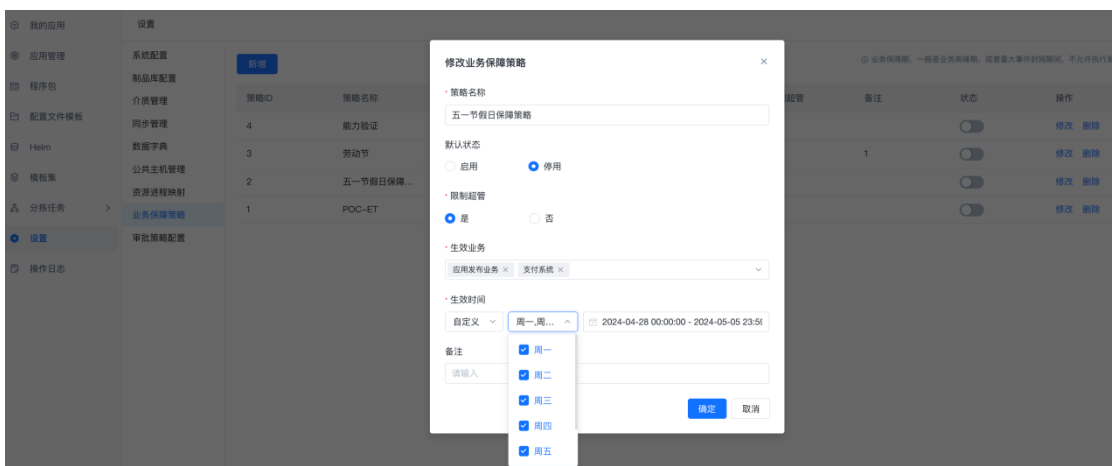 我的应用
应用管理
程序包
配置文件模板
Helm
模板集
分拣任务
设置
操作日志
设置
系统配置
制品库配置
介质管理
同步管理
数据字典
公共主机管理
资源进程映射
业务保障策略
审批策略配置
新增
业务保障期，一般是业务高峰期，或者重大事件封网期间，不允许执行发
策略ID 策略名称 超管 备注 状态 操作
4 能力验证 修改 删除
3 劳动节 1 修改 删除
2 五一节假日保障... 修改 删除
1 POC-ET 修改 删除
修改业务保障策略
* 策略名称
五一节假日保障策略
默认状态
启用 停用
* 限制超管
是 否
* 生效业务
应用发布业务 × 支付系统 ×
* 生效时间
自定义 周一,周... 2024-04-28 00:00:00 - 2024-05-05 23:59
备注
请输入
周一
周二
周三
周四
周五
确定 取消